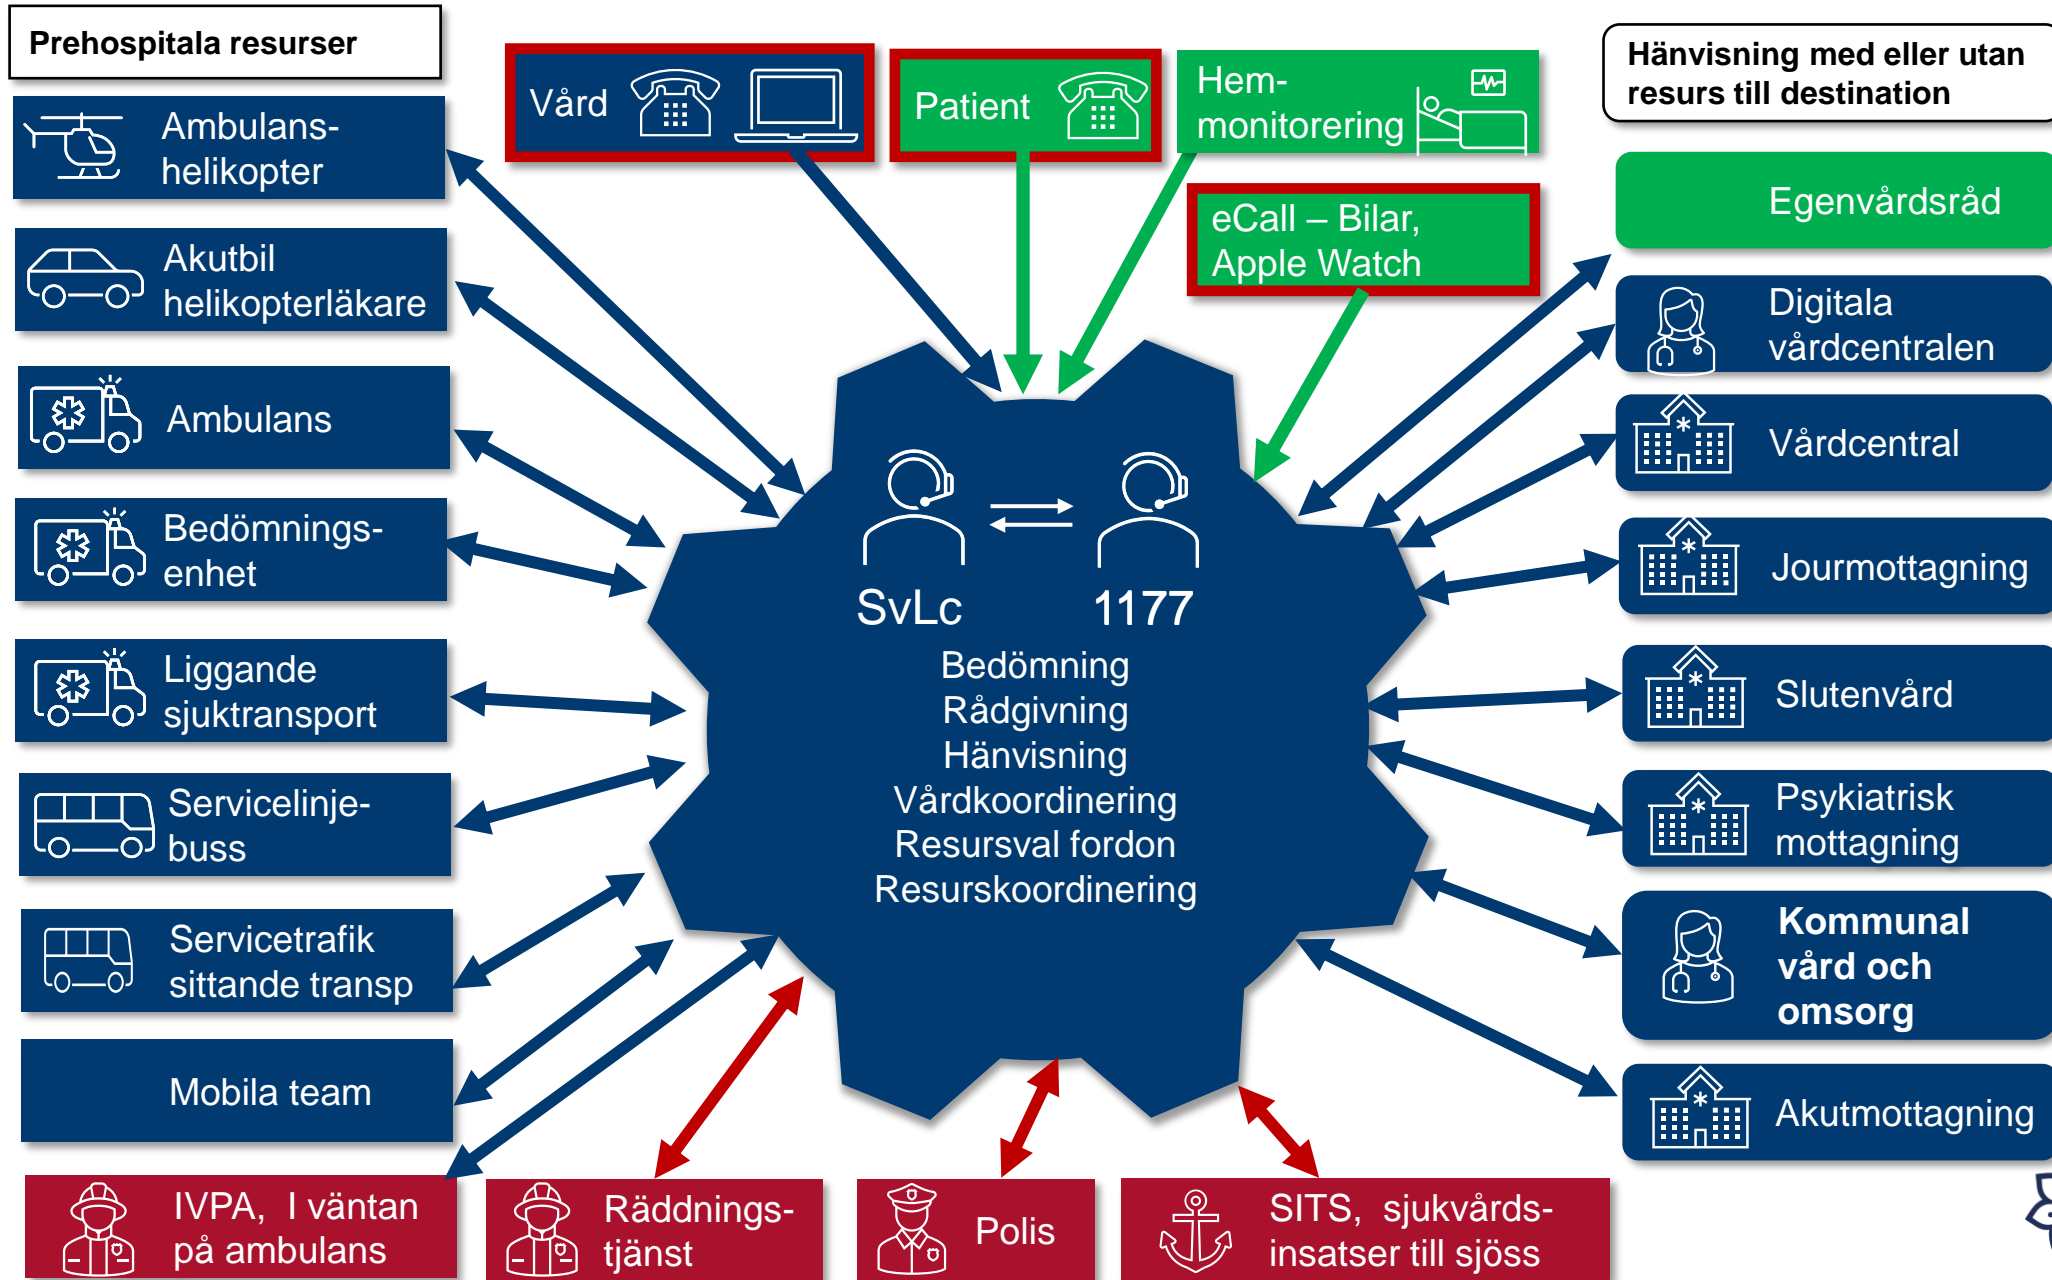 Prehospitala resurser
Ambulans-
helikopter
Akutbil
helikopterläkare
Ambulans
Bedömnings-
enhet
Liggande
sjuktransport
Servicelinje-
buss
Servicetrafik
sittande transp
Mobila team
IVPA, I väntan
på ambulans
Räddnings-
tjänst
Polis
SITS, sjukvårds-
insatser till sjöss
Vård
Patient
Hem-
monitorering
eCall – Bilar,
Apple Watch
SvLc
1177
Bedömning
Rådgivning
Hänvisning
Vårdkoordinering
Resursval fordon
Resurskoordinering
Hänvisning med eller utan
resurs till destination
Egenvårdsråd
Digitala
vårdcentralen
Vårdcentral
Jourmottagning
Slutenvård
Psykiatrisk
mottagning
Kommunal
vård och
omsorg
Akutmottagning